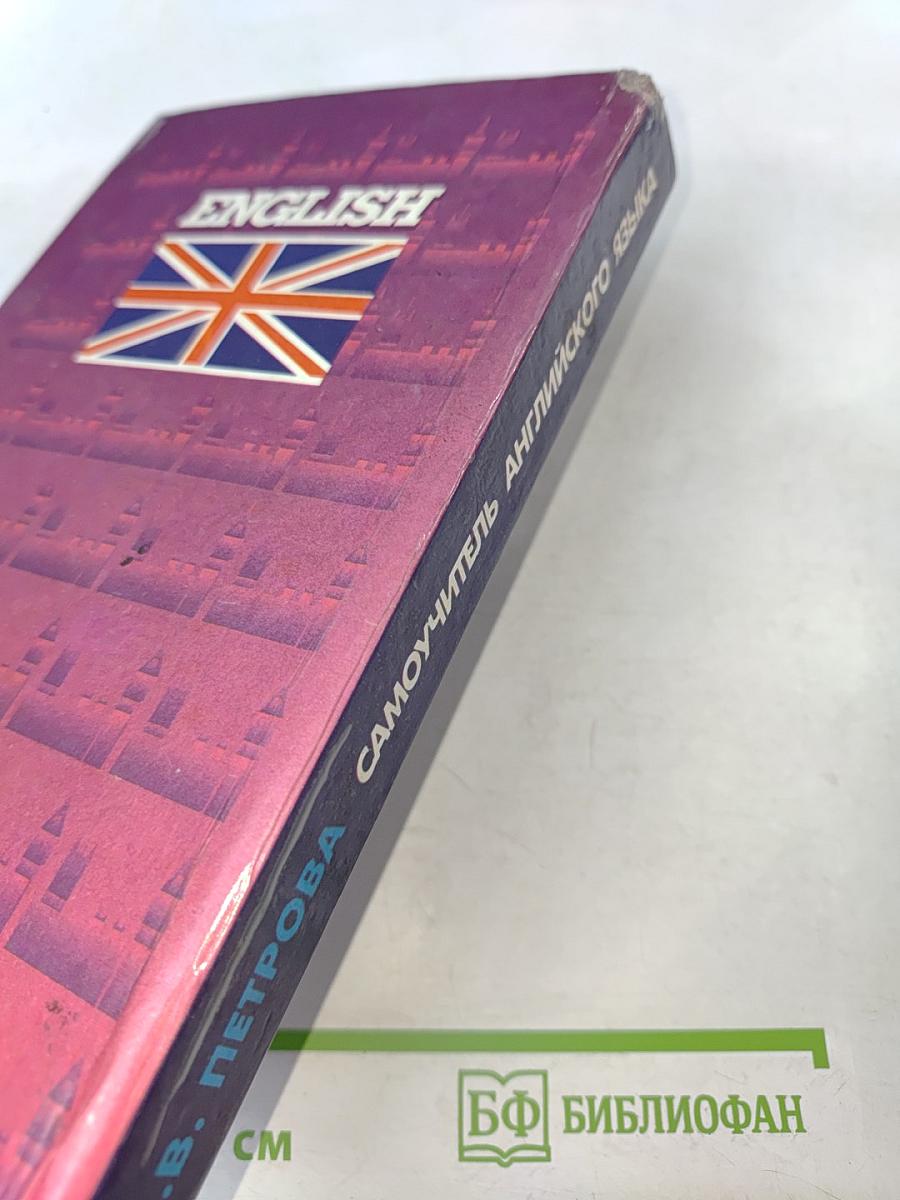 ENGLISH
.В. ПЕТРОВА САМОУЧИТЕЛЬ АНГЛИЙСКОГО ЯЗЫКА
см
БФ БИБЛИОФАН